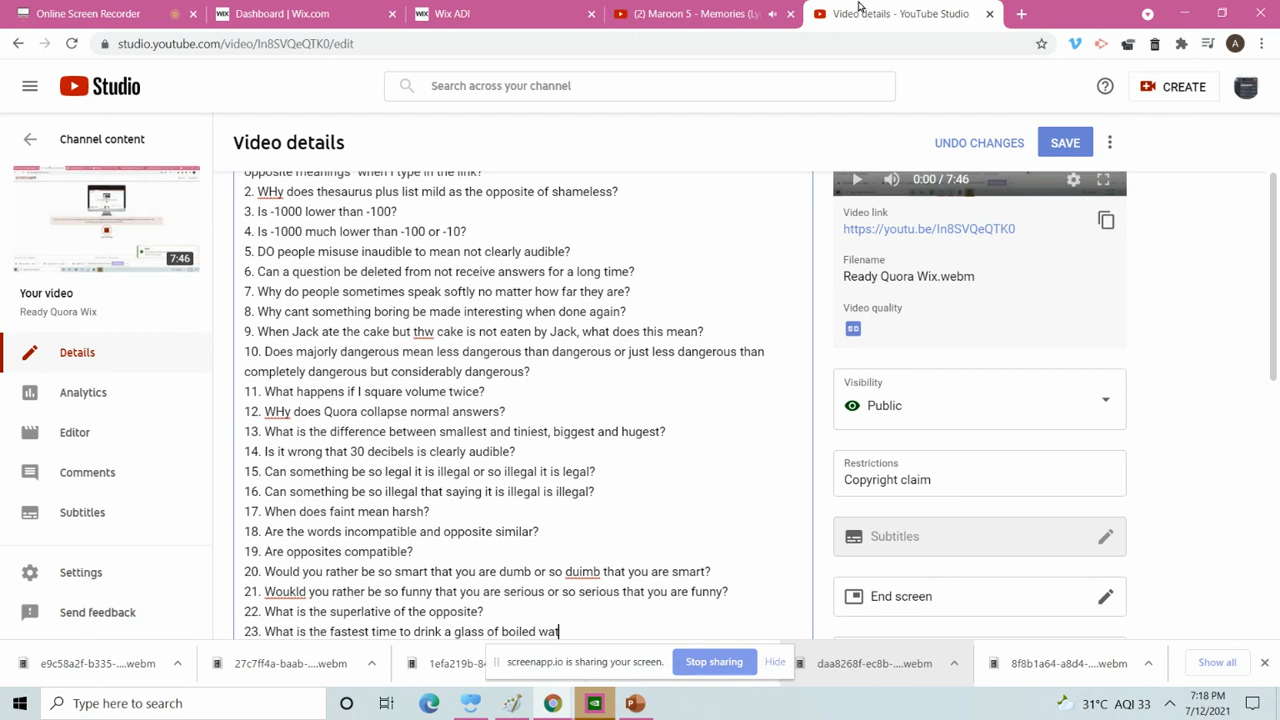 Online Screen Recorder
Dashboard | Wix.com
WIX Wix ADI
(2) Maroon 5 - Memories (Ly
Video details - YouTube Studio
studio.youtube.com/video/In8SVQeQTK0/edit
A
Studio
Search across your channel
CREATE
Channel content
Video details
UNDO CHANGES
SAVE
7:46
Your video
Ready Quora Wix
Details
Analytics
Editor
Comments
Subtitles
Settings
Send feedback
opposite meanings" when I type in the link?
2. WHy does thesaurus plus list mild as the opposite of shameless?
3. Is -1000 lower than -100?
4. Is -1000 much lower than -100 or -10?
5. DO people misuse inaudible to mean not clearly audible?
6. Can a question be deleted from not receive answers for a long time?
7. Why do people sometimes speak softly no matter how far they are?
8. Why cant something boring be made interesting when done again?
9. When Jack ate the cake but thw cake is not eaten by Jack, what does this mean?
10. Does majorly dangerous mean less dangerous than dangerous or just less dangerous than
completely dangerous but considerably dangerous?
11. What happens if I square volume twice?
12. WHy does Quora collapse normal answers?
13. What is the difference between smallest and tiniest, biggest and hugest?
14. Is it wrong that 30 decibels is clearly audible?
15. Can something be so legal it is illegal or so illegal it is legal?
16. Can something be so illegal that saying it is illegal is illegal?
17. When does faint mean harsh?
18. Are the words incompatible and opposite similar?
19. Are opposites compatible?
20. Would you rather be so smart that you are dumb or so duimb that you are smart?
21. Woukld you rather be so funny that you are serious or so serious that you are funny?
22. What is the superlative of the opposite?
23. What is the fastest time to drink a glass of boiled wat
0:00 / 7:46
Video link
https://youtu.be/In8SVQeQTK0
Filename
Ready Quora Wix.webm
Video quality
SD
Visibility
Public
Restrictions
Copyright claim
Subtitles
End screen
e9c58a2f-b335-....webm
27c7ff4a-baab-....webm
1efa219b-84
screenapp.io is sharing your screen.
Stop sharing
Hide
daa8268f-ec8b-....webm
8f8b1a64-a8d4-....webm
Show all
Type here to search
31°C AQI 33
7:18 PM
7/12/2021